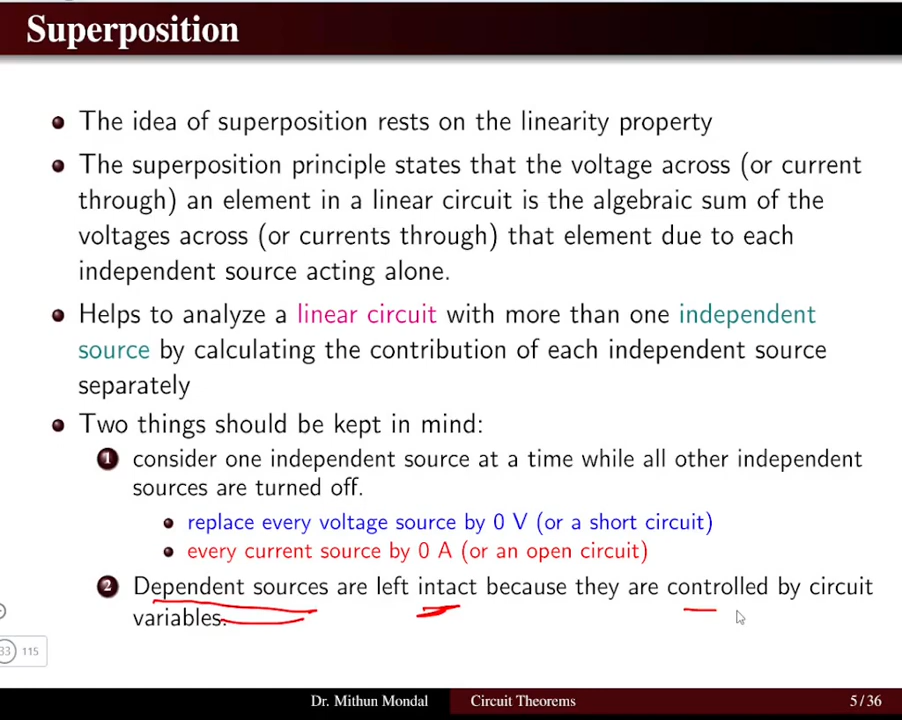 Superposition
The idea of superposition rests on the linearity property
The superposition principle states that the voltage across (or current
through) an element in a linear circuit is the algebraic sum of the
voltages across (or currents through) that element due to each
independent source acting alone.
Helps to analyze a linear circuit with more than one independent
source by calculating the contribution of each independent source
separately
Two things should be kept in mind:
1 consider one independent source at a time while all other independent
sources are turned off.
replace every voltage source by 0 V (or a short circuit)
every current source by 0 A (or an open circuit)
2 Dependent sources are left intact because they are controlled by circuit
variables.
33 115
Dr. Mithun Mondal Circuit Theorems 5/36